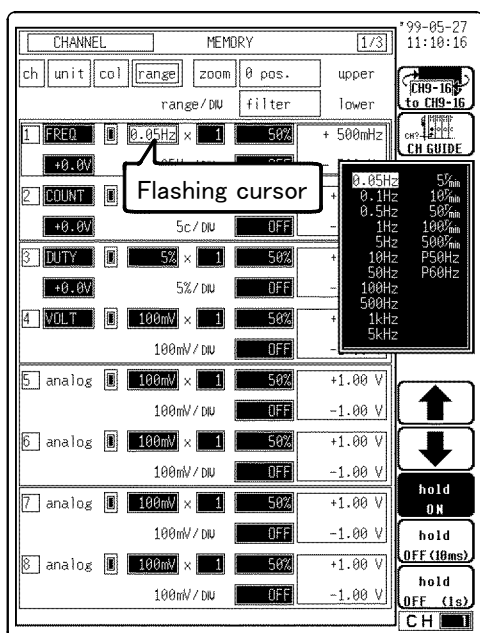 '99-05-27
11:10:16
CHANNEL MEMORY 1/3
ch unit col range zoom 0 pos. upper
range/DIV filter lower
CH9-16
to CH9-16
CH?→
CH GUIDE
1 FREQ 0.05Hz × 1 50% + 500mHz
+0.0V
Flashing cursor
2 COUNT
+0.0V 5c/DIV OFF -
3 DUTY 5% × 1 50% +
+0.0V 5%/DIV OFF -
4 VOLT 100mV × 1 50% +
100mV/DIV OFF
0.05Hz 5r/min
0.1Hz 10r/min
0.5Hz 50r/min
1Hz 100r/min
5Hz 500r/min
10Hz P50Hz
50Hz P60Hz
100Hz
500Hz
1kHz
5kHz
5 analog 100mV × 1 50% +1.00 V
100mV/DIV OFF -1.00 V
6 analog 100mV × 1 50% +1.00 V
100mV/DIV OFF -1.00 V
7 analog 100mV × 1 50% +1.00 V
100mV/DIV OFF -1.00 V
8 analog 100mV × 1 50% +1.00 V
100mV/DIV OFF -1.00 V
hold
ON
hold
OFF(10ms)
hold
OFF (1s)
CH 1